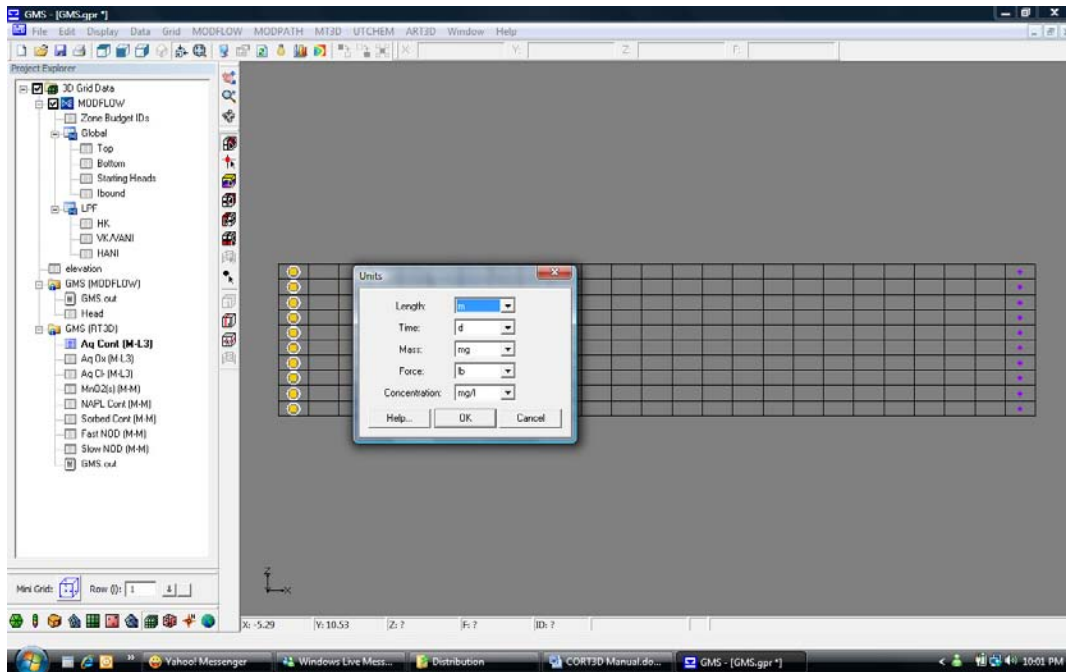 GMS - [GMS.gpr *]
File Edit Display Data Grid MODFLOW MODPATH MT3D UTCHEM ART3D Window Help
X: Y: Z: F:
Project Explorer
3D Grid Data
MODFLOW
Zone Budget IDs
Global
Top
Bottom
Starting Heads
Ibound
LPF
HK
VK/VANI
HANI
elevation
GMS (MODFLOW)
GMS.out
Head
GMS (RT3D)
Aq Cont (M-L3)
Aq Ox (M-L3)
Aq Cl- (M-L3)
MnO2(s) (M-M)
NAPL Cont (M-M)
Sorbed Cont (M-M)
Fast NOD (M-M)
Slow NOD (M-M)
GMS.out
Units
Length: m
Time: d
Mass: mg
Force: lb
Concentration: mg/l
Help... OK Cancel
Z
X
Mini Grid: Row (i): 1
X: -5.29 Y: 10.53 Z: ? F: ? ID: ?
Yahoo! Messenger Windows Live Mess... Distribution CORT3D Manual.do... GMS - [GMS.gpr *] 10:01 PM